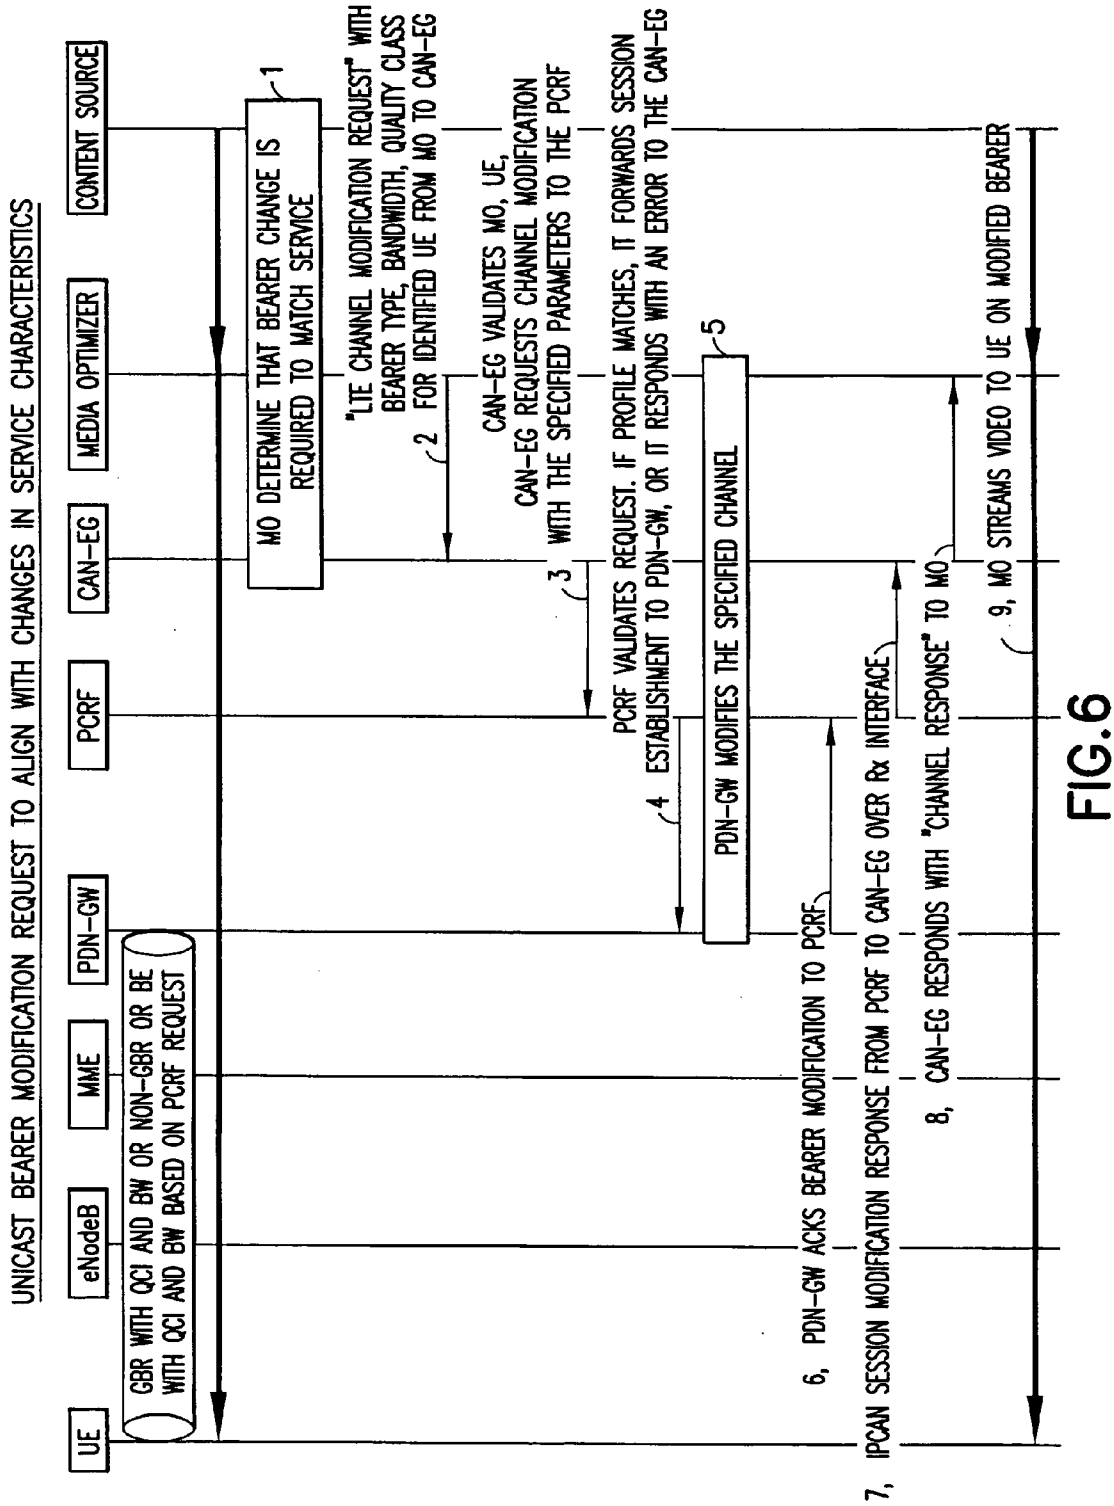 UNICAST BEARER MODIFICATION REQUEST TO ALIGN WITH CHANGES IN SERVICE CHARACTERISTICS
UE
eNodeB
MME
PDN-GW
PCRF
CAN-EG
MEDIA OPTIMIZER
CONTENT SOURCE
GBR WITH QCI AND BW OR NON-GBR OR BE
WITH QCI AND BW BASED ON PCRF REQUEST
MO DETERMINE THAT BEARER CHANGE IS
REQUIRED TO MATCH SERVICE
1
"LTE CHANNEL MODIFICATION REQUEST" WITH
BEARER TYPE, BANDWIDTH, QUALITY CLASS
FOR IDENTIFIED UE FROM MO TO CAN-EG
2
CAN-EG VALIDATES MO, UE,
CAN-EG REQUESTS CHANNEL MODIFICATION
WITH THE SPECIFIED PARAMETERS TO THE PCRF
3
PCRF VALIDATES REQUEST. IF PROFILE MATCHES, IT FORWARDS SESSION
ESTABLISHMENT TO PDN-GW, OR IT RESPONDS WITH AN ERROR TO THE CAN-EG
4
PDN-GW MODIFIES THE SPECIFIED CHANNEL
5
6, PDN-GW ACKS BEARER MODIFICATION TO PCRF
7, IPCAN SESSION MODIFICATION RESPONSE FROM PCRF TO CAN-EG OVER Rx INTERFACE
8, CAN-EG RESPONDS WITH "CHANNEL RESPONSE" TO MO
9, MO STREAMS VIDEO TO UE ON MODIFIED BEARER
FIG.6